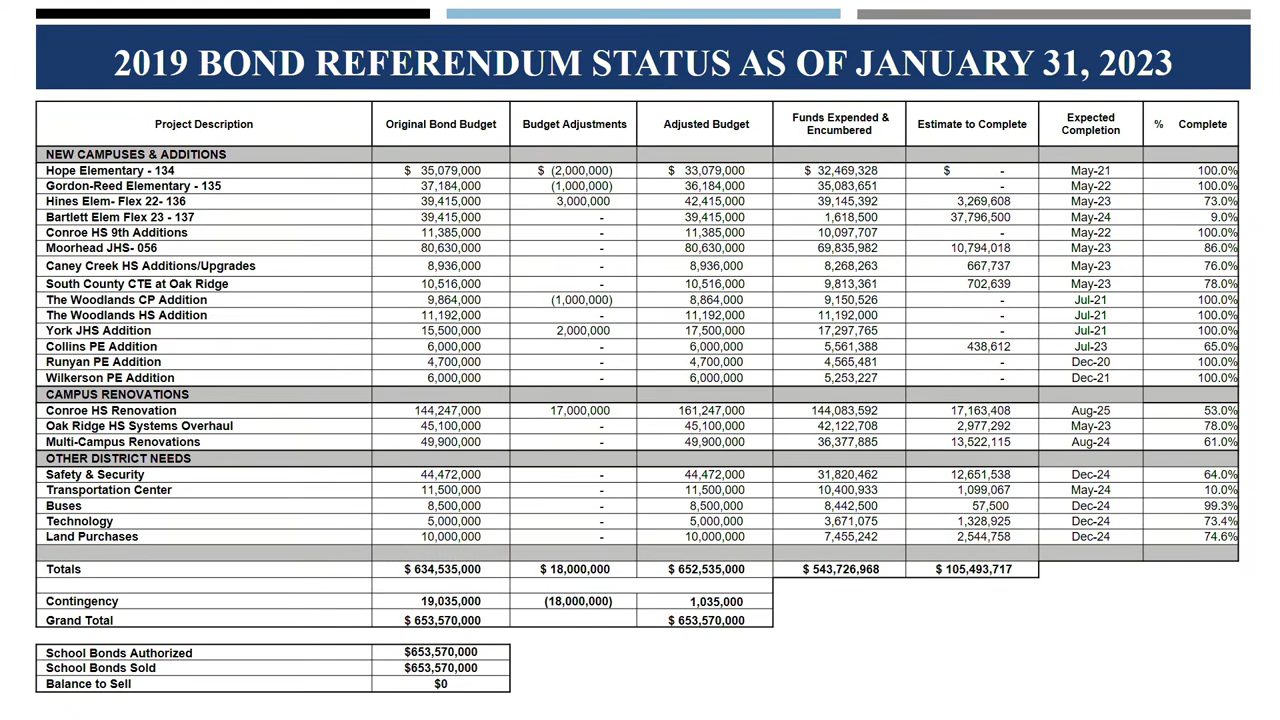 2019 BOND REFERENDUM STATUS AS OF JANUARY 31, 2023
Project Description Original Bond Budget Budget Adjustments Adjusted Budget Funds Expended & Encumbered Estimate to Complete Expected Completion % Complete
NEW CAMPUSES & ADDITIONS
Hope Elementary - 134 $ 35,079,000 $ (2,000,000) $ 33,079,000 $ 32,469,328 $ - May-21 100.0%
Gordon-Reed Elementary - 135 37,184,000 (1,000,000) 36,184,000 35,083,651 - May-22 100.0%
Hines Elem- Flex 22- 136 39,415,000 3,000,000 42,415,000 39,145,392 3,269,608 May-23 73.0%
Bartlett Elem Flex 23 - 137 39,415,000 - 39,415,000 1,618,500 37,796,500 May-24 9.0%
Conroe HS 9th Additions 11,385,000 - 11,385,000 10,097,707 - May-22 100.0%
Moorhead JHS- 056 80,630,000 - 80,630,000 69,835,982 10,794,018 May-23 86.0%
Caney Creek HS Additions/Upgrades 8,936,000 - 8,936,000 8,268,263 667,737 May-23 76.0%
South County CTE at Oak Ridge 10,516,000 - 10,516,000 9,813,361 702,639 May-23 78.0%
The Woodlands CP Addition 9,864,000 (1,000,000) 8,864,000 9,150,526 - Jul-21 100.0%
The Woodlands HS Addition 11,192,000 - 11,192,000 11,192,000 - Jul-21 100.0%
York JHS Addition 15,500,000 2,000,000 17,500,000 17,297,765 - Jul-21 100.0%
Collins PE Addition 6,000,000 - 6,000,000 5,561,388 438,612 Jul-23 65.0%
Runyan PE Addition 4,700,000 - 4,700,000 4,565,481 - Dec-20 100.0%
Wilkerson PE Addition 6,000,000 - 6,000,000 5,253,227 - Dec-21 100.0%
CAMPUS RENOVATIONS
Conroe HS Renovation 144,247,000 17,000,000 161,247,000 144,083,592 17,163,408 Aug-25 53.0%
Oak Ridge HS Systems Overhaul 45,100,000 - 45,100,000 42,122,708 2,977,292 May-23 78.0%
Multi-Campus Renovations 49,900,000 - 49,900,000 36,377,885 13,522,115 Aug-24 61.0%
OTHER DISTRICT NEEDS
Safety & Security 44,472,000 - 44,472,000 31,820,462 12,651,538 Dec-24 64.0%
Transportation Center 11,500,000 - 11,500,000 10,400,933 1,099,067 May-24 10.0%
Buses 8,500,000 - 8,500,000 8,442,500 57,500 Dec-24 99.3%
Technology 5,000,000 - 5,000,000 3,671,075 1,328,925 Dec-24 73.4%
Land Purchases 10,000,000 - 10,000,000 7,455,242 2,544,758 Dec-24 74.6%
Totals $ 634,535,000 $ 18,000,000 $ 652,535,000 $ 543,726,968 $ 105,493,717
Contingency 19,035,000 (18,000,000) 1,035,000
Grand Total $ 653,570,000 $ 653,570,000
School Bonds Authorized $653,570,000
School Bonds Sold $653,570,000
Balance to Sell $0